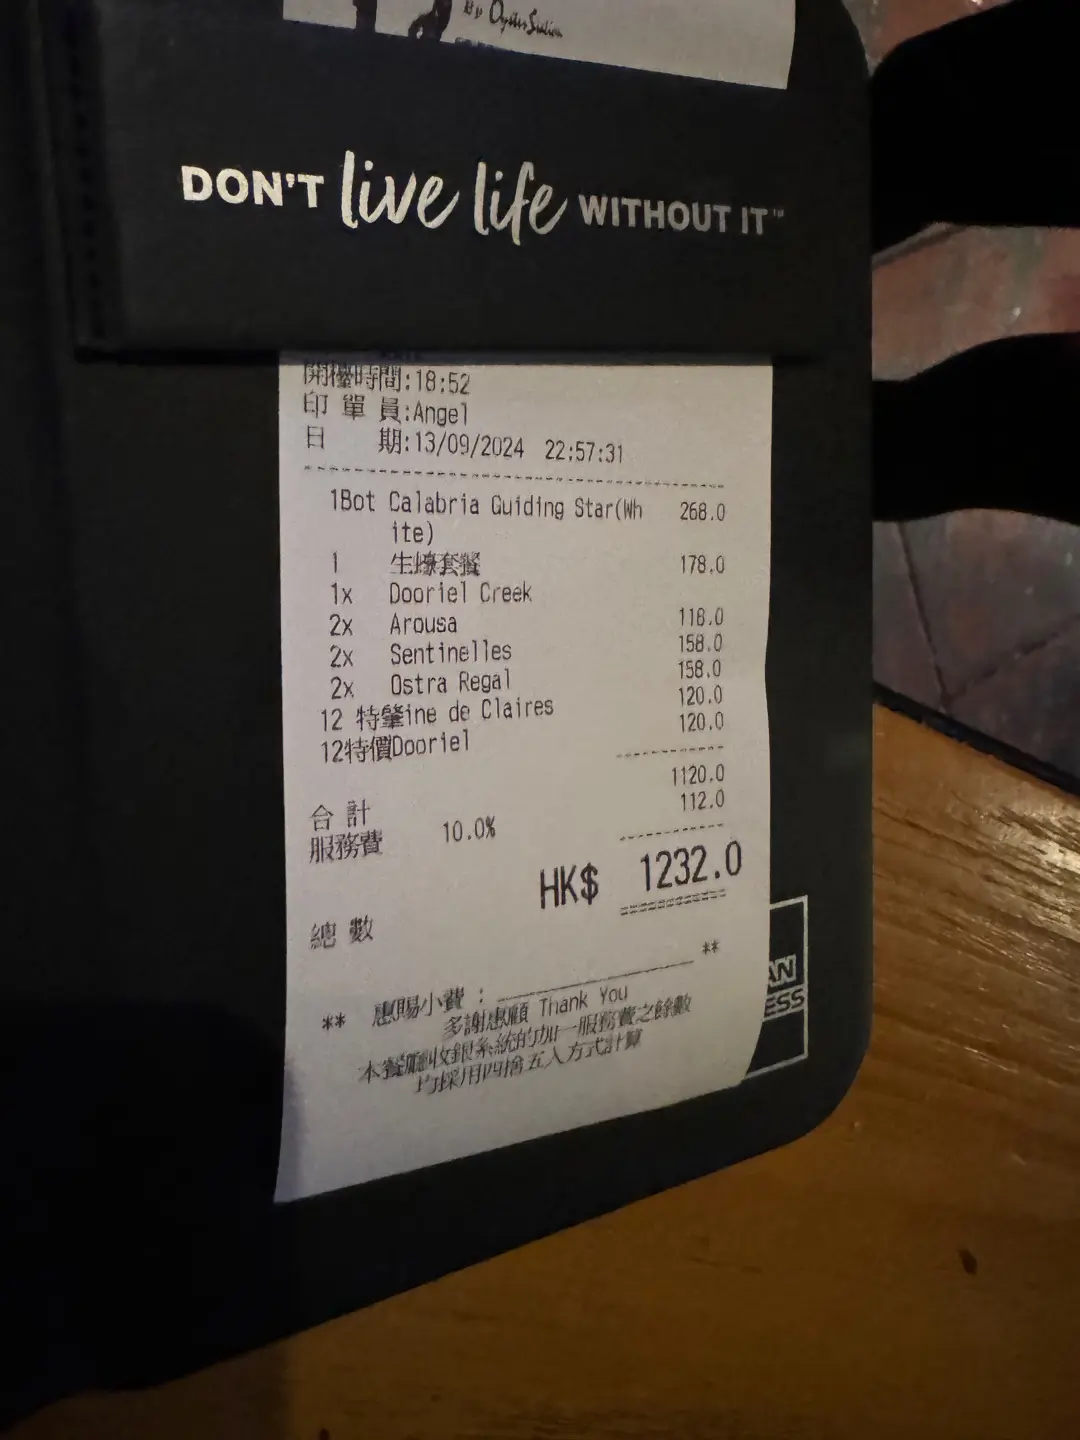 By Oyster Station
DON'T live life WITHOUT IT™
開檯時間:18:52
印 單 員:Angel
日 期:13/09/2024 22:57:31
1Bot Calabria Guiding Star(Wh 268.0
ite)
1 生蠔套餐 178.0
1x Dooriel Creek
2x Arousa 118.0
2x Sentinelles 158.0
2x Ostra Regal 158.0
12 特ine de Claires 120.0
12特價Dooriel 120.0
合 計 1120.0
服務費 10.0% 112.0
總 數 HK$ 1232.0
** 惠賜小費 : **
多謝惠顧 Thank You
本餐廳收銀系統的加一服務費之餘數
均採用四捨五入方式計算
AN
ESS